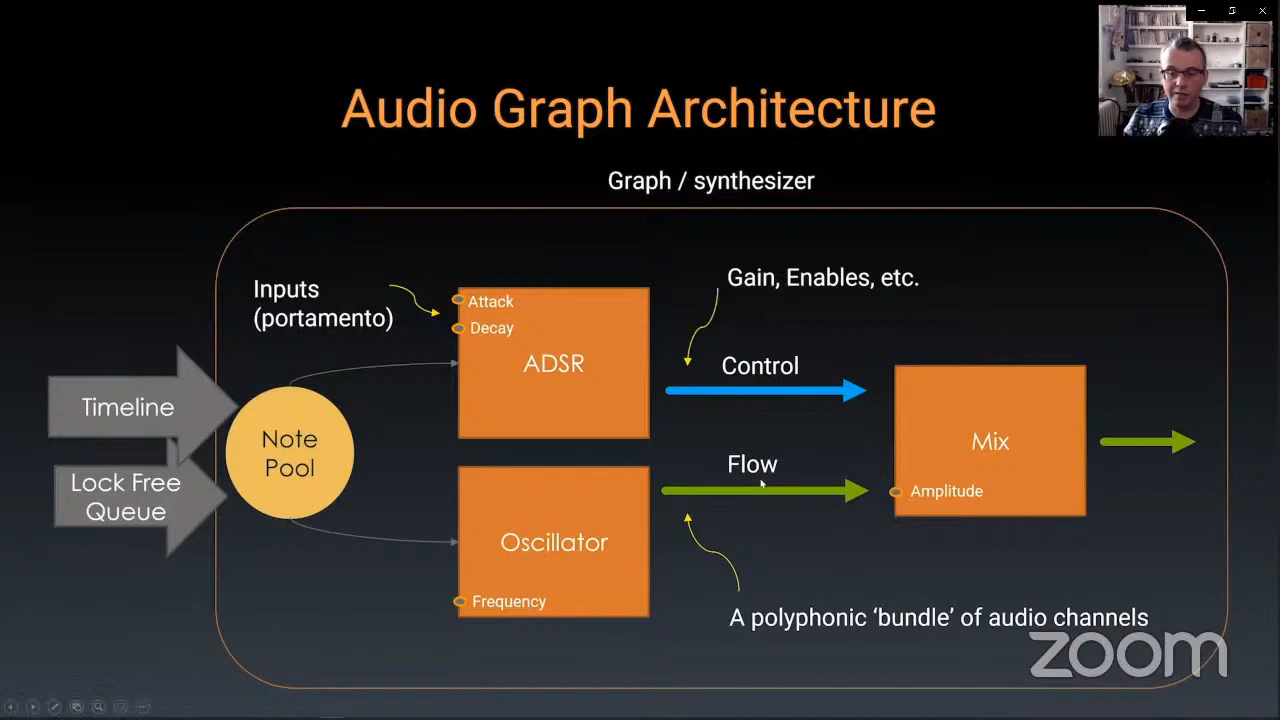 Audio Graph Architecture
Graph / synthesizer
Gain, Enables, etc.
Inputs
(portamento)
Attack
Decay
ADSR
Control
Timeline
Note
Pool
Mix
Flow
Lock Free
Queue
Amplitude
Oscillator
Frequency
A polyphonic ‘bundle’ of audio channels
zoom